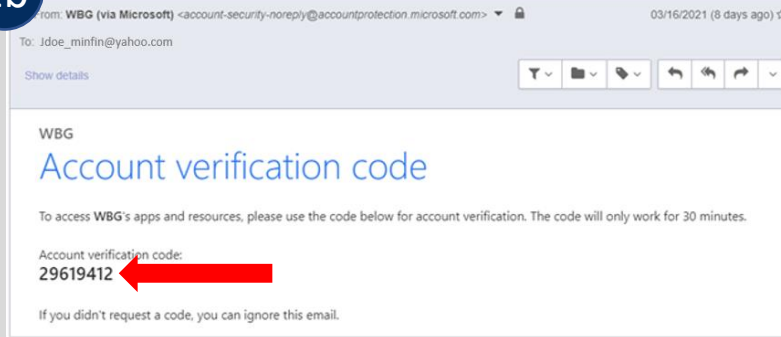 b
From: WBG (via Microsoft) <account-security-noreply@accountprotection.microsoft.com>
03/16/2021 (8 days ago)
To: Jdoe_minfin@yahoo.com
Show details
WBG
Account verification code
To access WBG's apps and resources, please use the code below for account verification. The code will only work for 30 minutes.
Account verification code:
29619412
If you didn't request a code, you can ignore this email.